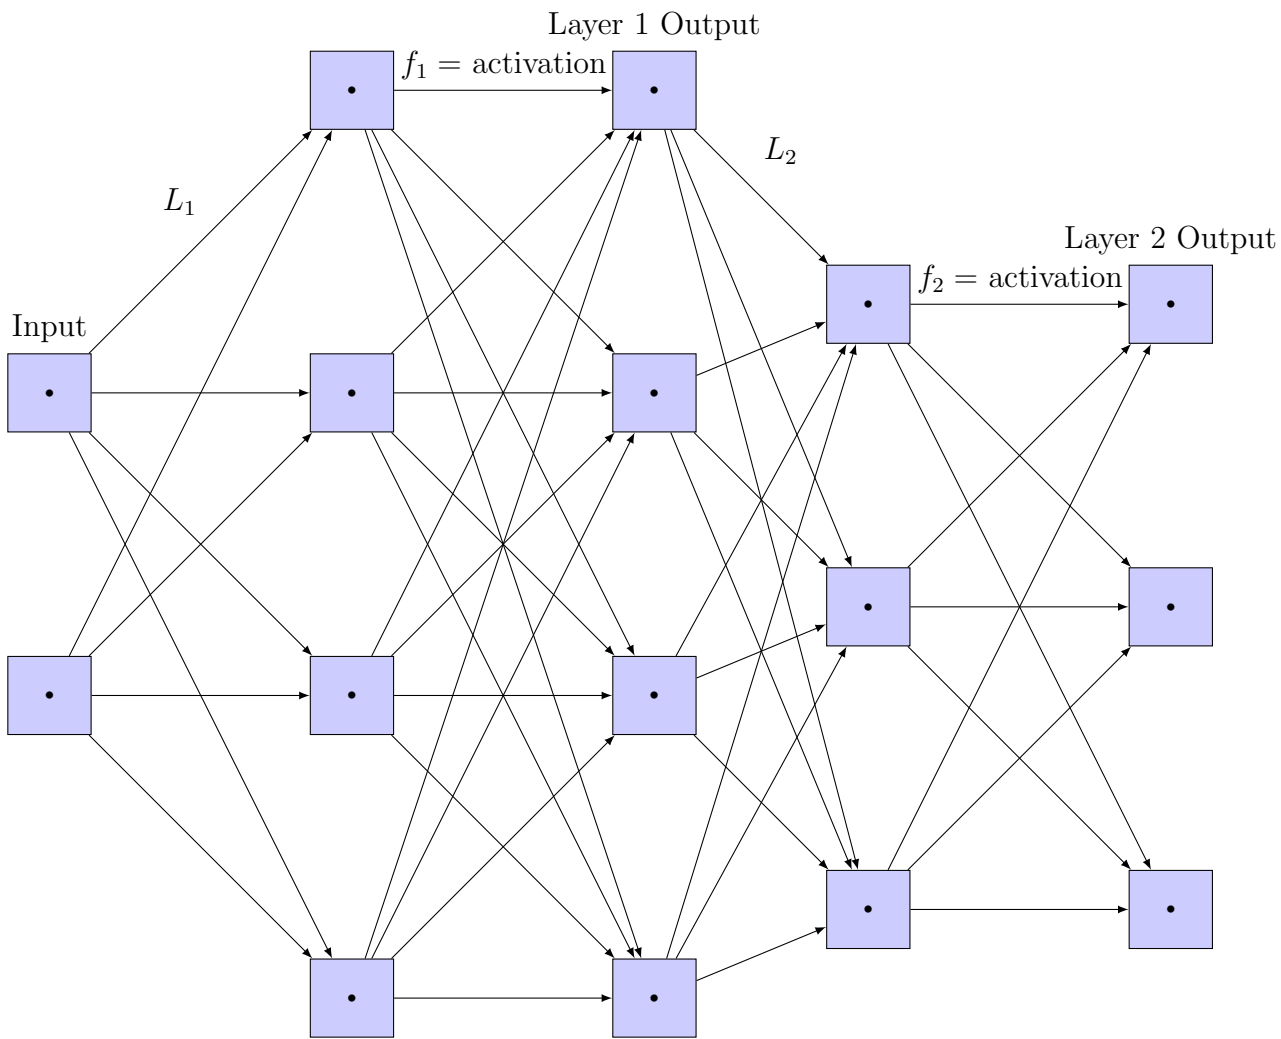 Layer 1 Output
f₁ = activation
L₂
L₁
Layer 2 Output
f₂ = activation
Input